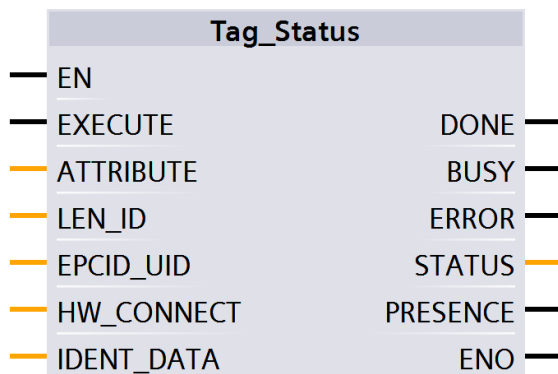 Tag_Status
EN
EXECUTE DONE
ATTRIBUTE BUSY
LEN_ID ERROR
EPCID_UID STATUS
HW_CONNECT PRESENCE
IDENT_DATA ENO